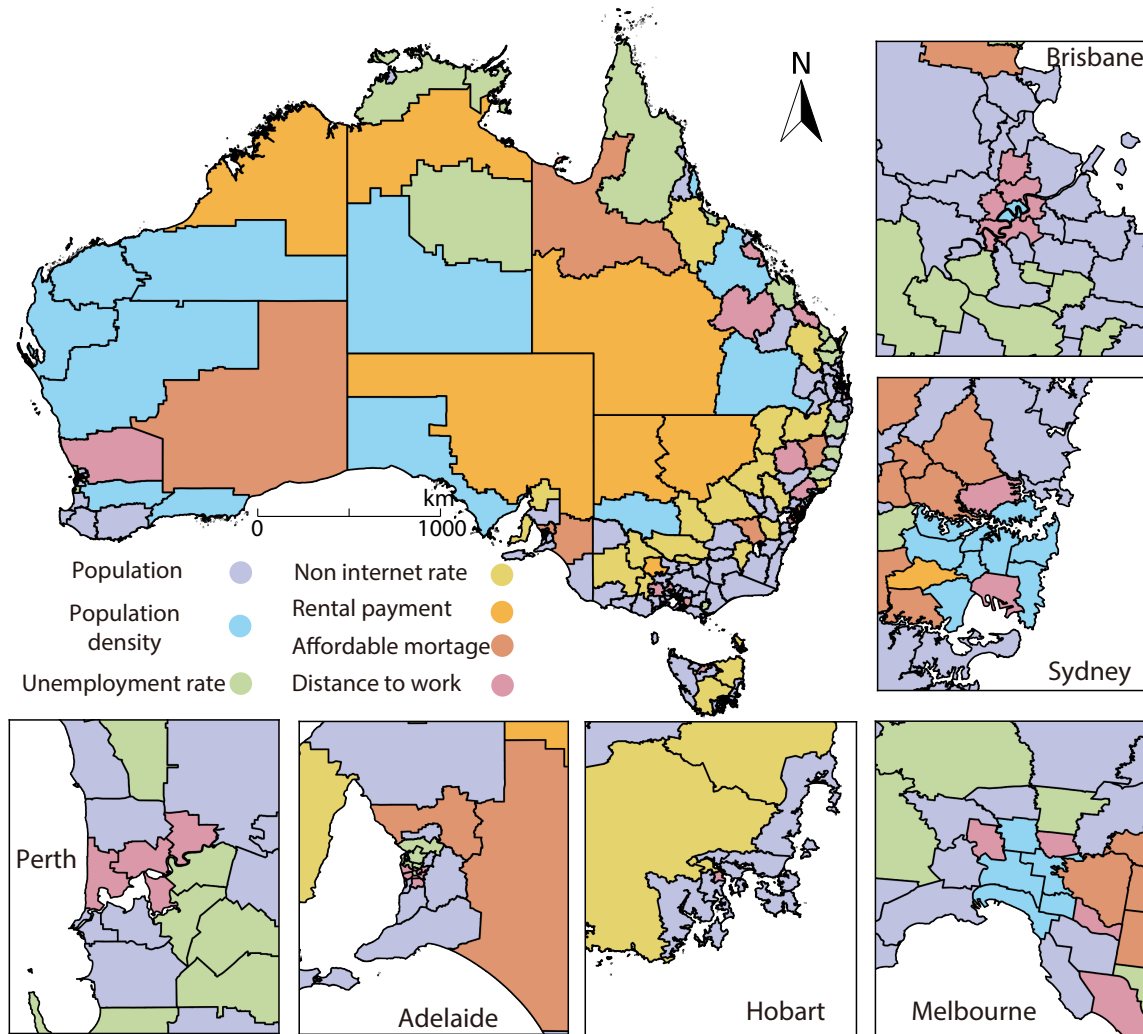 Brisbane
N
km
0
1000
Population
Non internet rate
Population
density
Rental payment
Affordable mortage
Unemployment rate
Distance to work
Sydney
Perth
Adelaide
Hobart
Melbourne